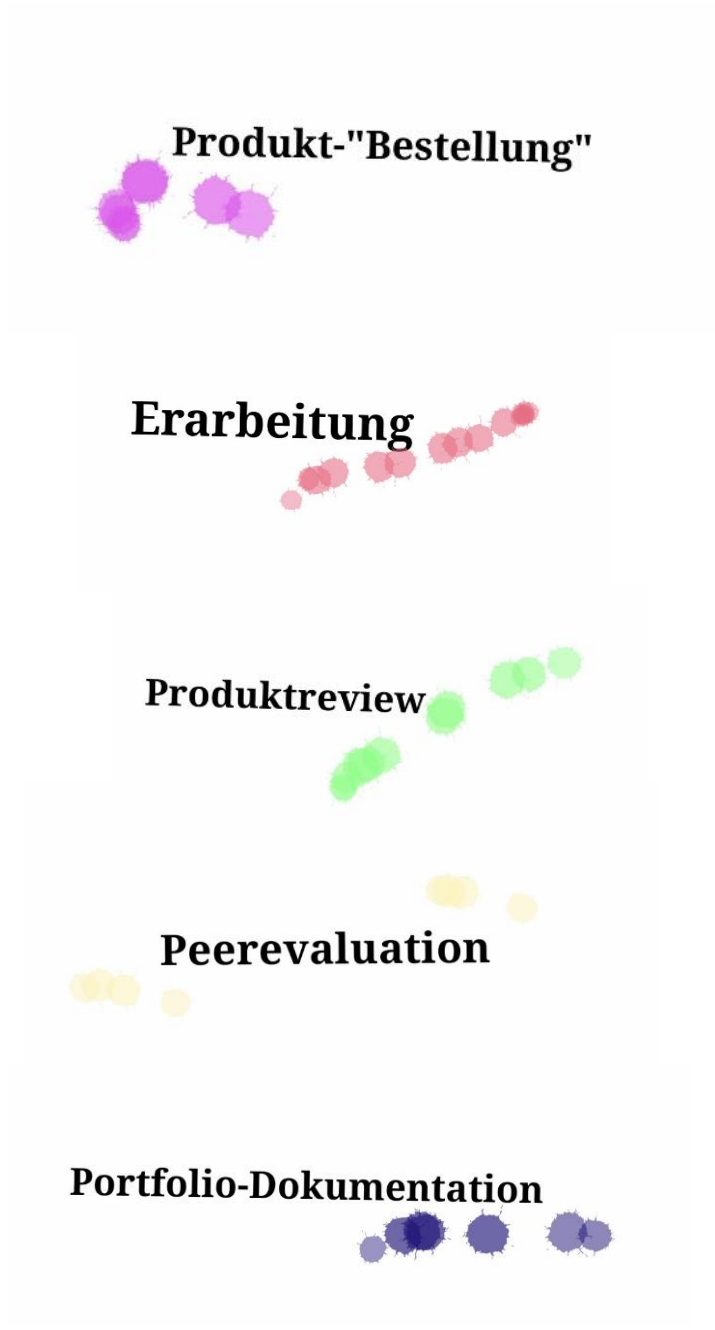 Produkt-"Bestellung"
Erarbeitung
Produktreview
Peerevaluation
Portfolio-Dokumentation